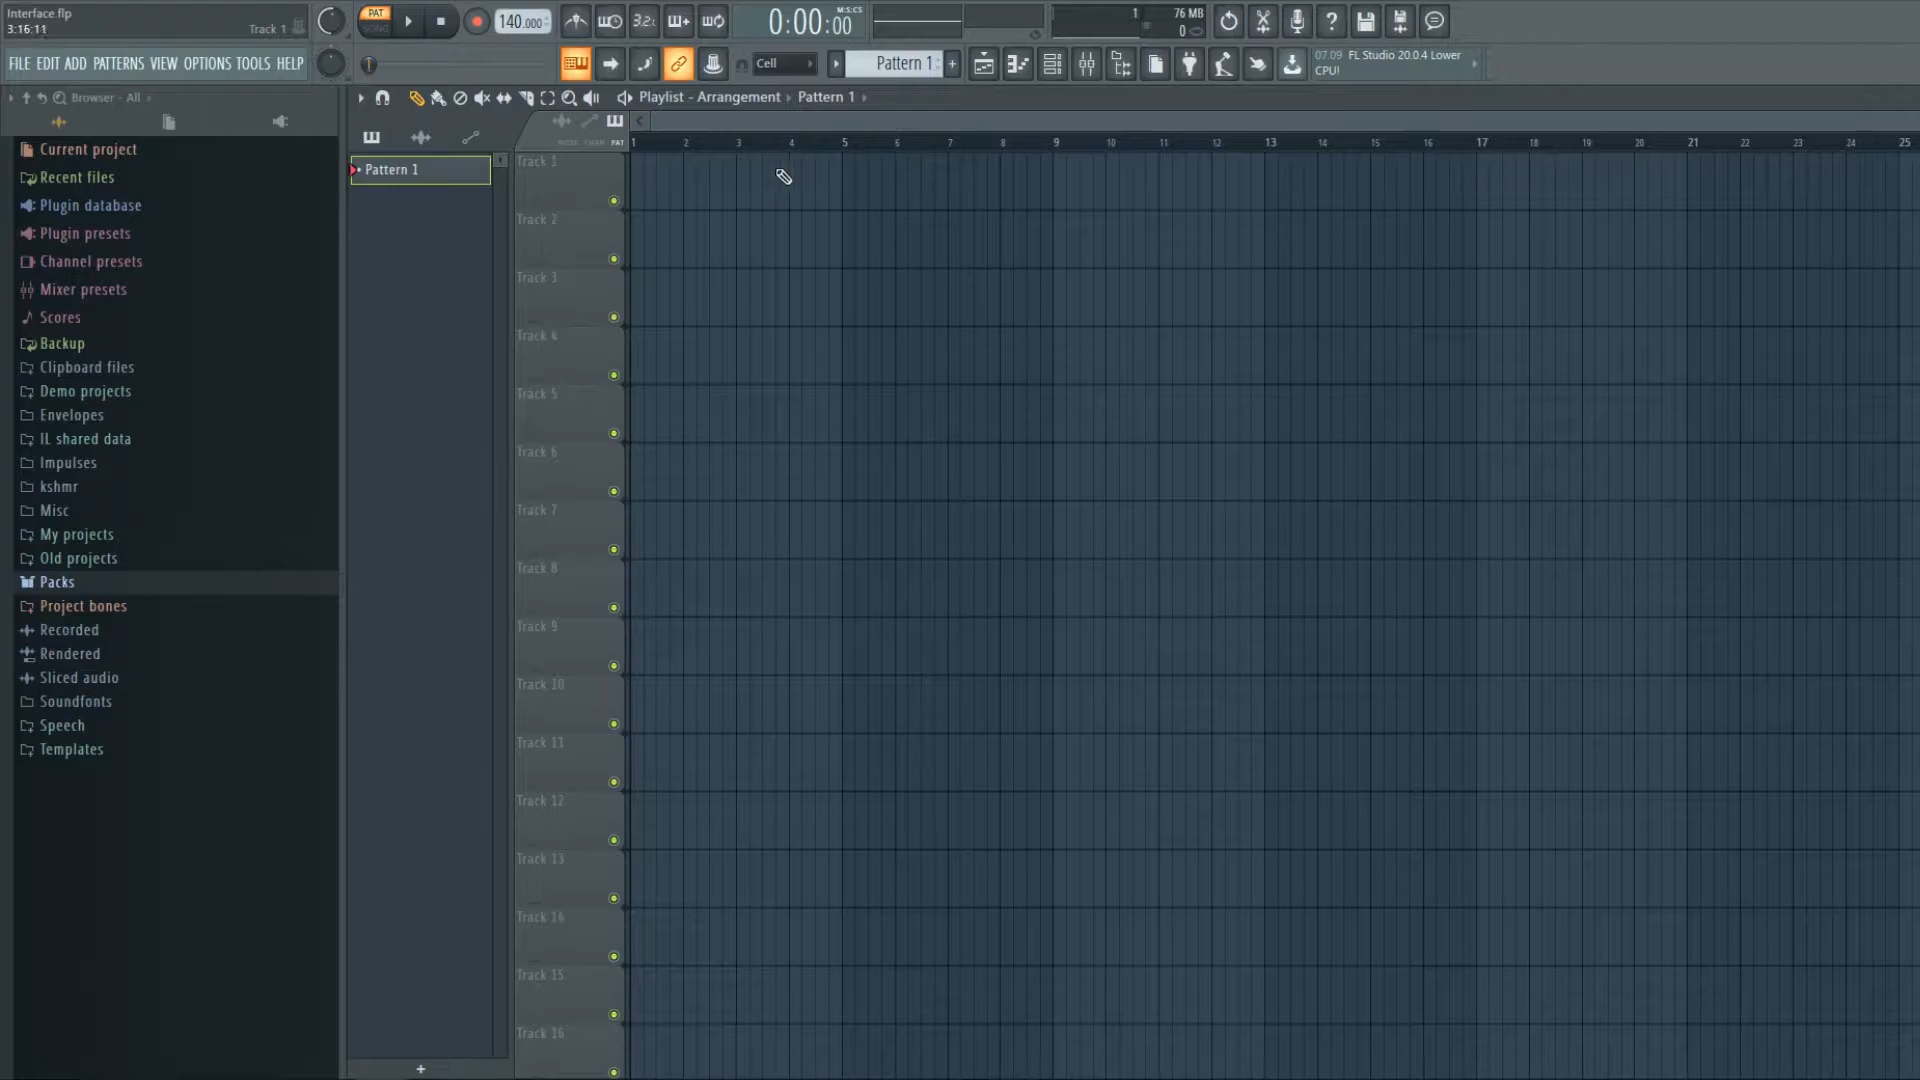 Interface.flp
3:16:11
Track 1
PAT
SONG
140.000
3.2.
0:00:00
M:S:CS
1
76 MB
0
FILE EDIT ADD PATTERNS VIEW OPTIONS TOOLS HELP
Cell
Pattern 1
+
07.09 FL Studio 20.0.4 Lower
CPU!
Browser - All
Playlist - Arrangement
Pattern 1
PAT
1 2 3 4 5 6 7 8 9 10 11 12 13 14 15 16 17 18 19 20 21 22 23 24 25
Current project
Recent files
Plugin database
Plugin presets
Channel presets
Mixer presets
Scores
Backup
Clipboard files
Demo projects
Envelopes
IL shared data
Impulses
kshmr
Misc
My projects
Old projects
Packs
Project bones
Recorded
Rendered
Sliced audio
Soundfonts
Speech
Templates
Pattern 1
+
Track 1
Track 2
Track 3
Track 4
Track 5
Track 6
Track 7
Track 8
Track 9
Track 10
Track 11
Track 12
Track 13
Track 14
Track 15
Track 16